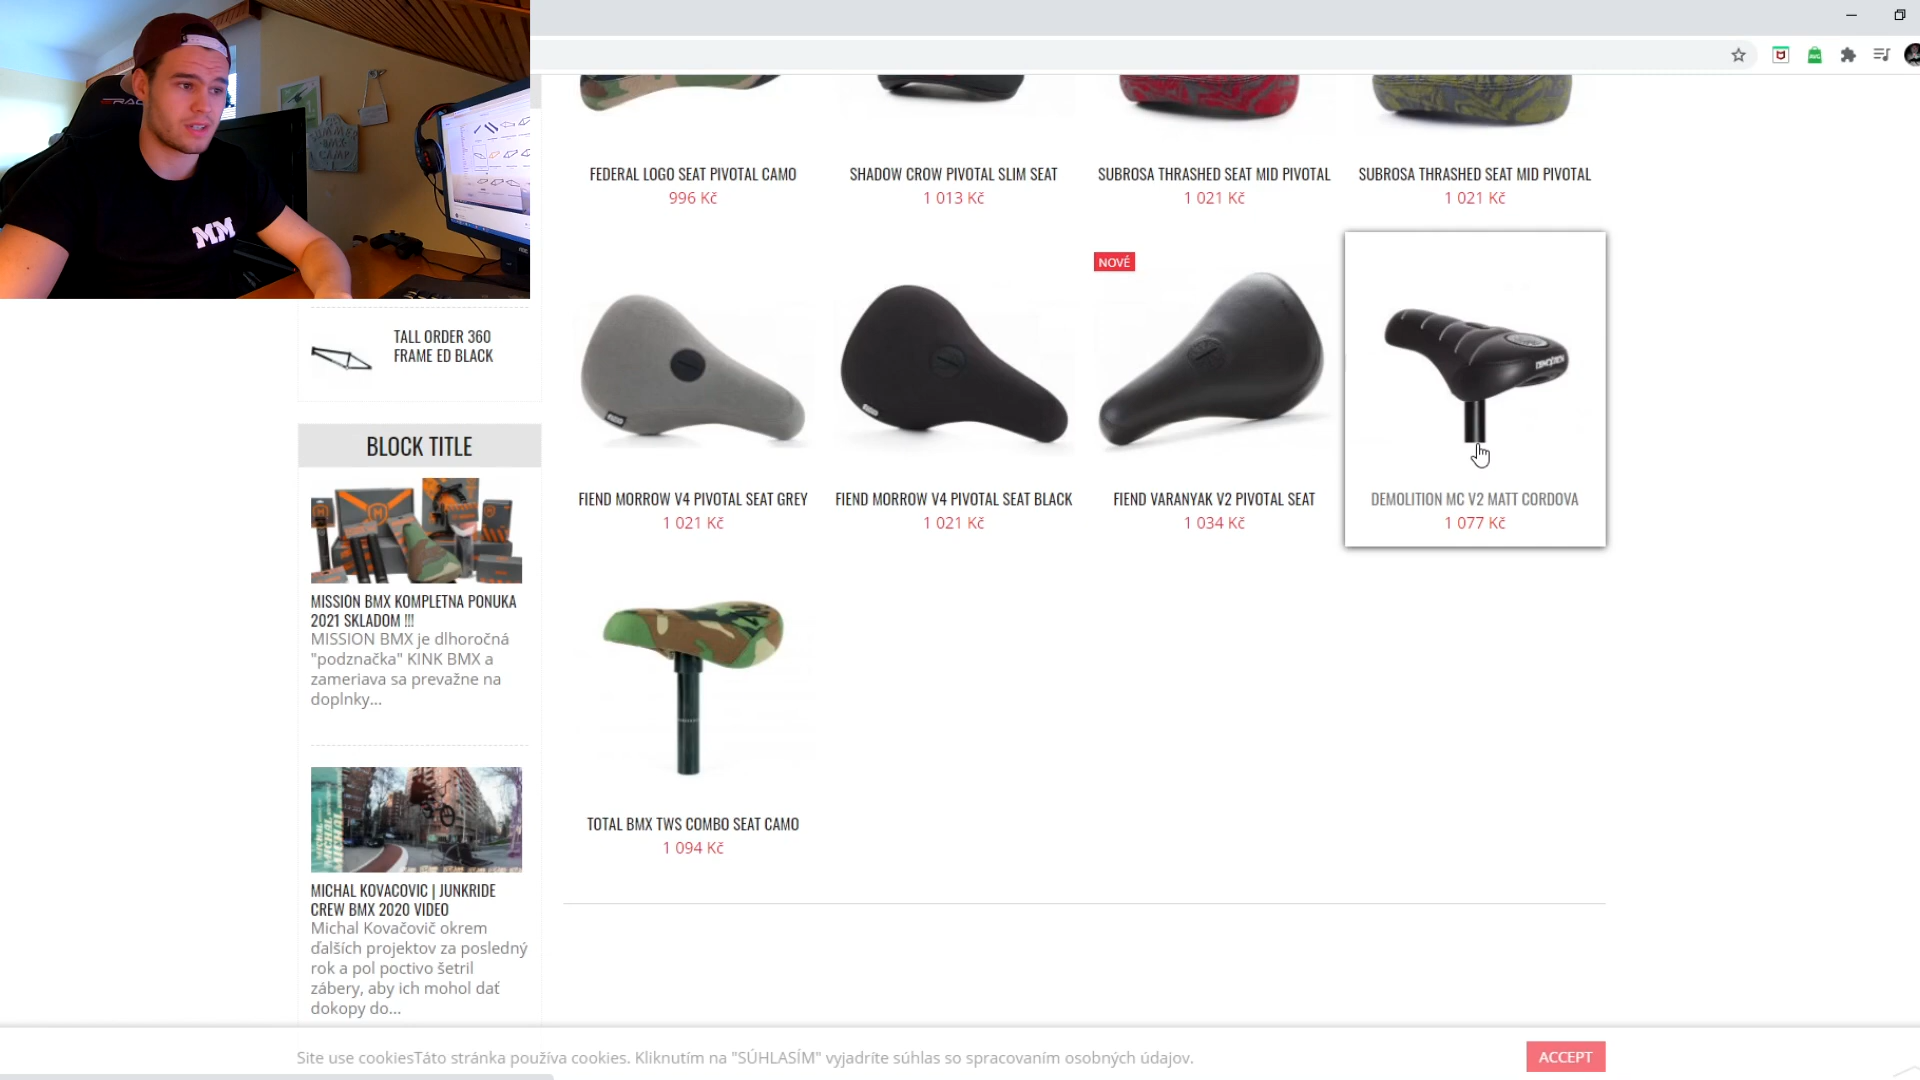 MM
SUMMER
BMX
CAMP
FEDERAL LOGO SEAT PIVOTAL CAMO
996 Kč
SHADOW CROW PIVOTAL SLIM SEAT
1 013 Kč
SUBROSA THRASHED SEAT MID PIVOTAL
1 021 Kč
SUBROSA THRASHED SEAT MID PIVOTAL
1 021 Kč
TALL ORDER 360
FRAME ED BLACK
NOVÉ
DEMOLITION
FIEND MORROW V4 PIVOTAL SEAT GREY
1 021 Kč
FIEND MORROW V4 PIVOTAL SEAT BLACK
1 021 Kč
FIEND VARANYAK V2 PIVOTAL SEAT
1 034 Kč
DEMOLITION MC V2 MATT CORDOVA
1 077 Kč
BLOCK TITLE
MISSION BMX KOMPLETNA PONUKA
2021 SKLADOM !!!
MISSION BMX je dlhoročná
"podznačka" KINK BMX a
zameriava sa prevažne na
doplnky...
MICHAL KOVACOVIC | JUNKRIDE
CREW BMX 2020 VIDEO
Michal Kovačovič okrem
ďalších projektov za posledný
rok a pol poctivo šetril
zábery, aby ich mohol dať
dokopy do...
TOTAL BMX TWS COMBO SEAT CAMO
1 094 Kč
Site use cookiesTáto stránka používa cookies. Kliknutím na "SÚHLASÍM" vyjadríte súhlas so spracovaním osobných údajov.
ACCEPT